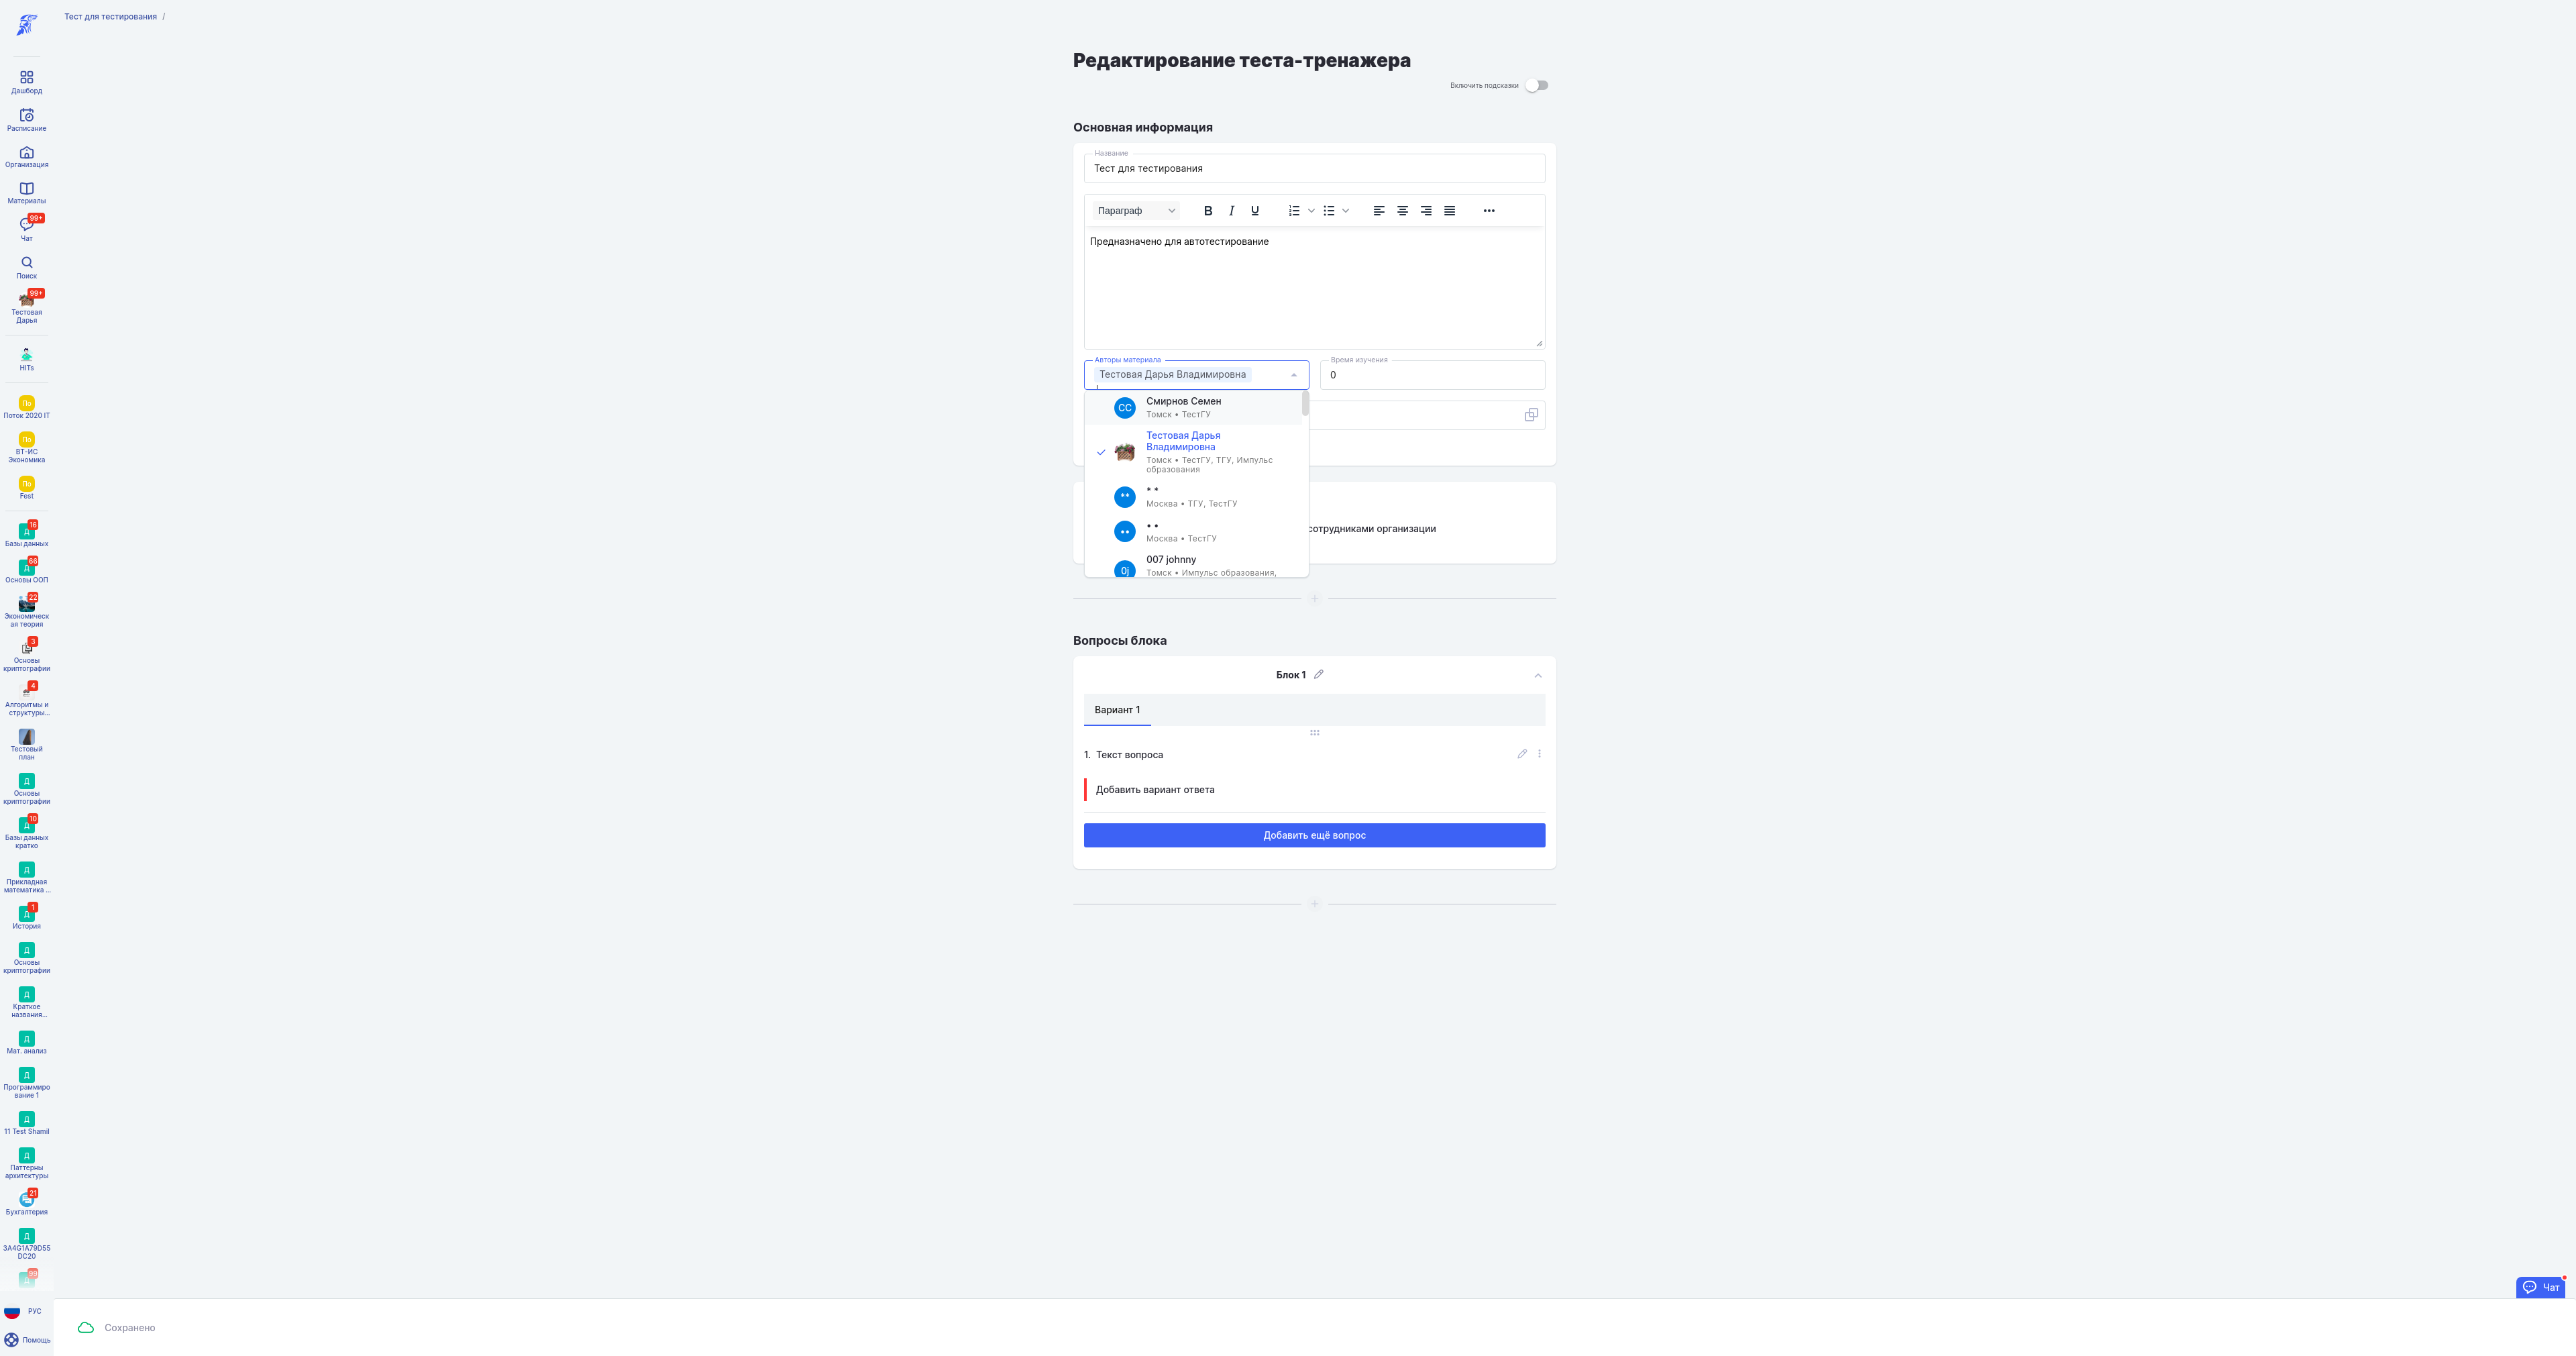 Тест для тестирования /
Дашборд
Расписание
Организация
Материалы
99+
Чат
Поиск
99+
Тестовая
Дарья
HITs
По
Поток 2020 IT
По
ВТ-ИС
Экономика
По
Fest
16
Д
Базы данных
66
Д
Основы ООП
22
Экономическ
ая теория
3
Основы
криптографии
4
Алгоритмы и
структуры...
Тестовый
план
Д
Основы
криптографии
10
Д
Базы данных
кратко
Д
Прикладная
математика ...
1
Д
История
Д
Основы
криптографии
Д
Краткое
названия...
Д
Мат. анализ
Д
Программиро
вание 1
Д
11 Test Shamil
Д
Паттерны
архитектуры
21
Бухгалтерия
Д
3A4G1A79D55
DC20
99
Д
РУС
Помощь
Редактирование теста-тренажера
Включить подсказки
Основная информация
Название
Тест для тестирования
Параграф
B I U
Предназначено для автотестирование
Авторы материала
Тестовая Дарья Владимировна
Время изучения
0
СС
Смирнов Семен
Томск • ТестГУ
Тестовая Дарья
Владимировна
Томск • ТестГУ, ТГУ, Импульс
образования
**
* *
Москва • ТГУ, ТестГУ
••
• •
Москва • ТестГУ
0j
007 johnny
Томск • Импульс образования,
сотрудниками организации
Вопросы блока
Блок 1
Вариант 1
1. Текст вопроса
Добавить вариант ответа
Добавить ещё вопрос
Чат
Сохранено